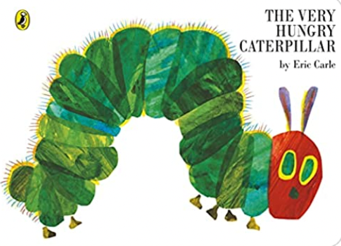 THE VERY
HUNGRY
CATERPILLAR
by Eric Carle